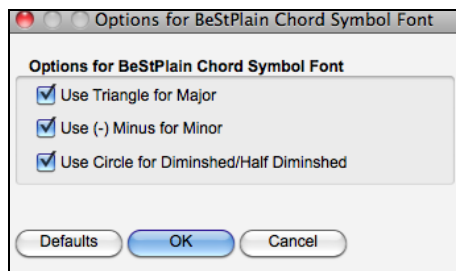 Options for BeStPlain Chord Symbol Font
Options for BeStPlain Chord Symbol Font
Use Triangle for Major
Use (-) Minus for Minor
Use Circle for Diminshed/Half Diminshed
Defaults OK Cancel